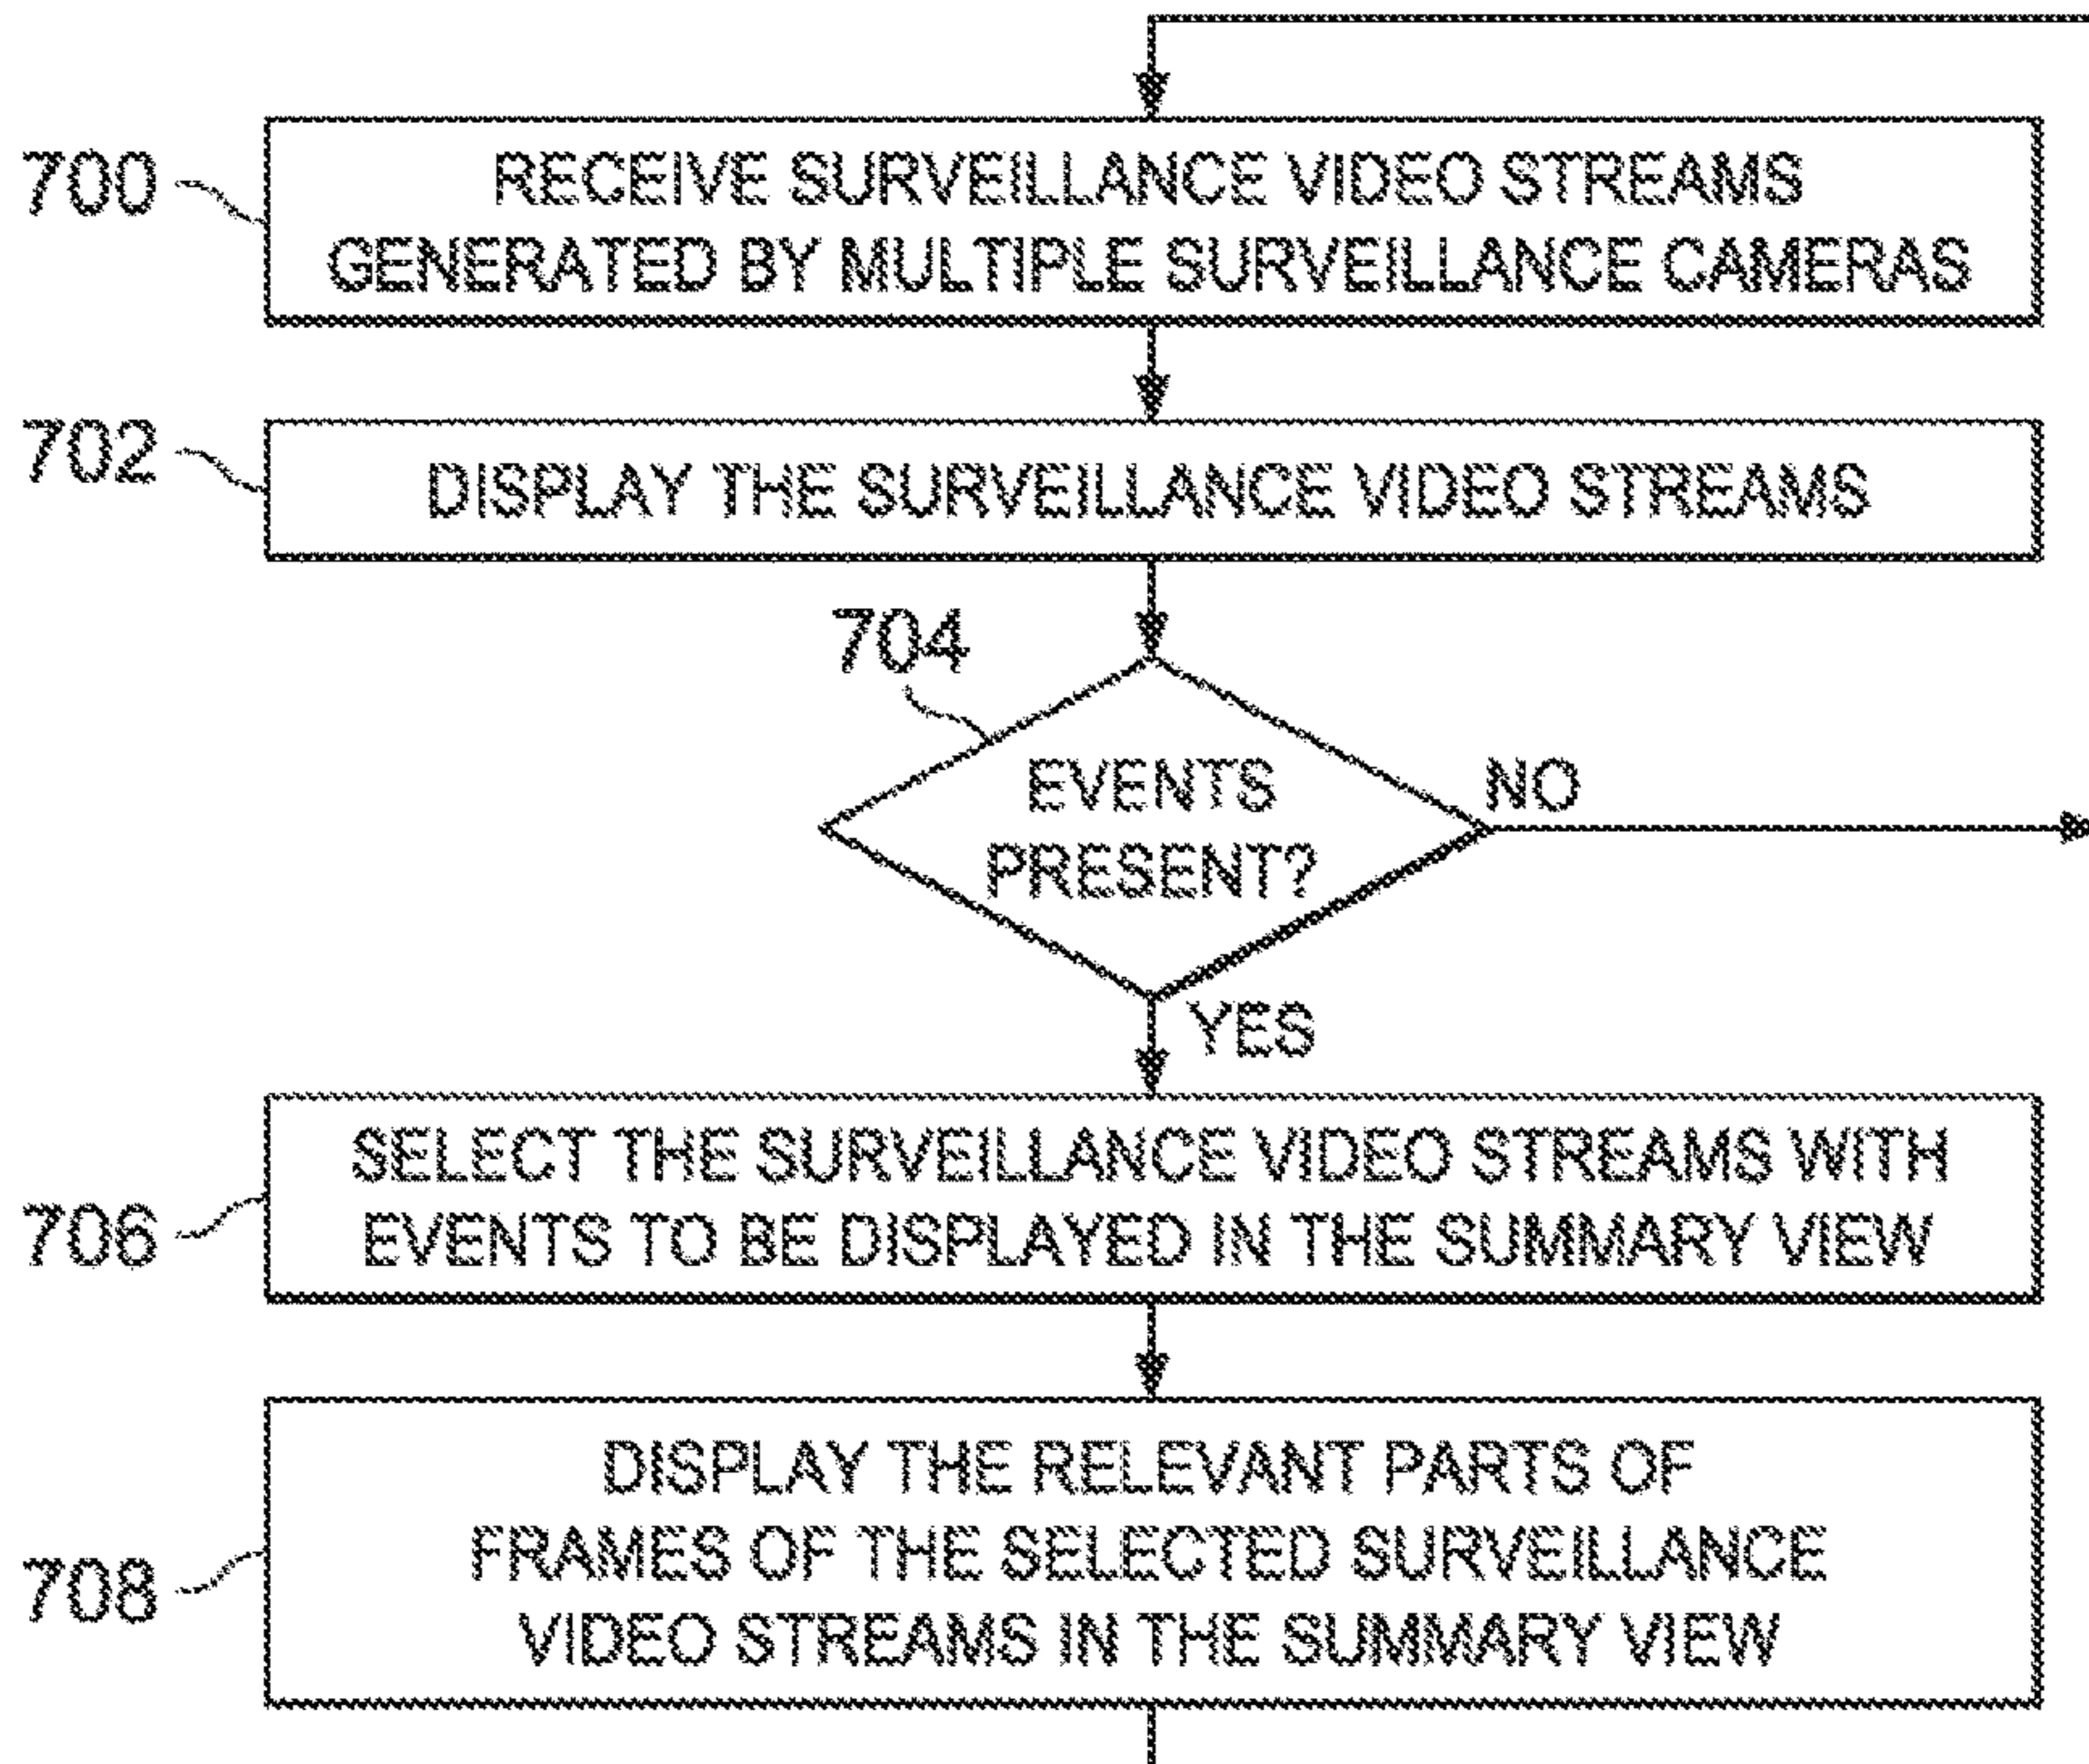 700
RECEIVE SURVEILLANCE VIDEO STREAMS
GENERATED BY MULTIPLE SURVEILLANCE CAMERAS
702
DISPLAY THE SURVEILLANCE VIDEO STREAMS
704
EVENTS
PRESENT?
NO
YES
706
SELECT THE SURVEILLANCE VIDEO STREAMS WITH
EVENTS TO BE DISPLAYED IN THE SUMMARY VIEW
708
DISPLAY THE RELEVANT PARTS OF
FRAMES OF THE SELECTED SURVEILLANCE
VIDEO STREAMS IN THE SUMMARY VIEW